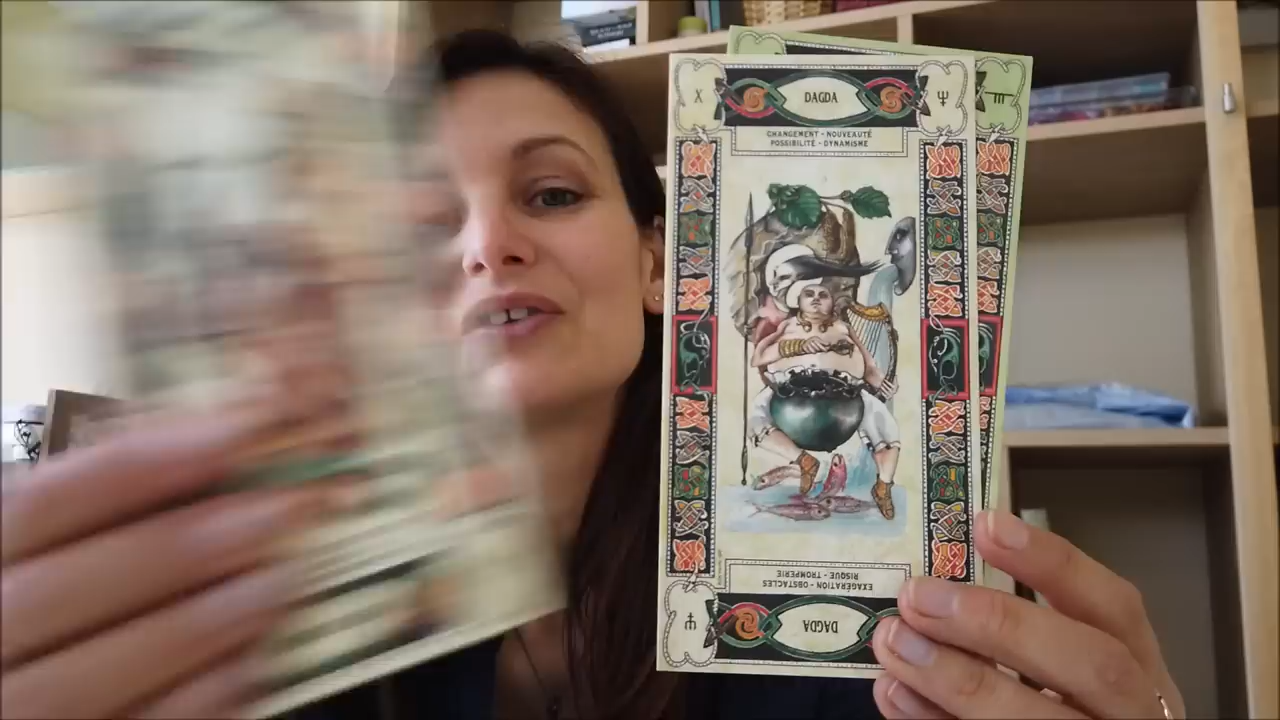 X DAGDA Ψ
CHANGEMENT - NOUVEAUTÉ
POSSIBILITÉ - DYNAMISME
EXAGÉRATION - OBSTACLES
RISQUE - TROMPERIE
DAGDA